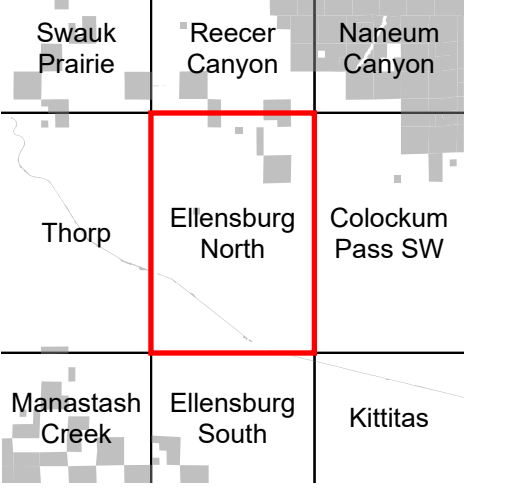 Swauk
Prairie
Reecer
Canyon
Naneum
Canyon
Thorp
Ellensburg
North
Colockum
Pass SW
Manastash
Creek
Ellensburg
South
Kittitas